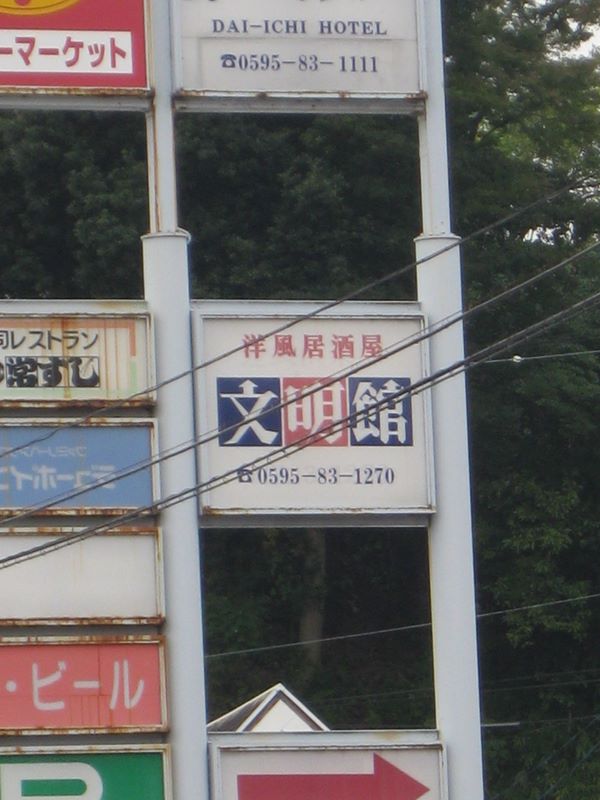 ーマーケット
DAI-ICHI HOTEL
☎0595-83-1111
レストラン
常すし
洋風居酒屋
文明館
☎0595-83-1270
・ビール